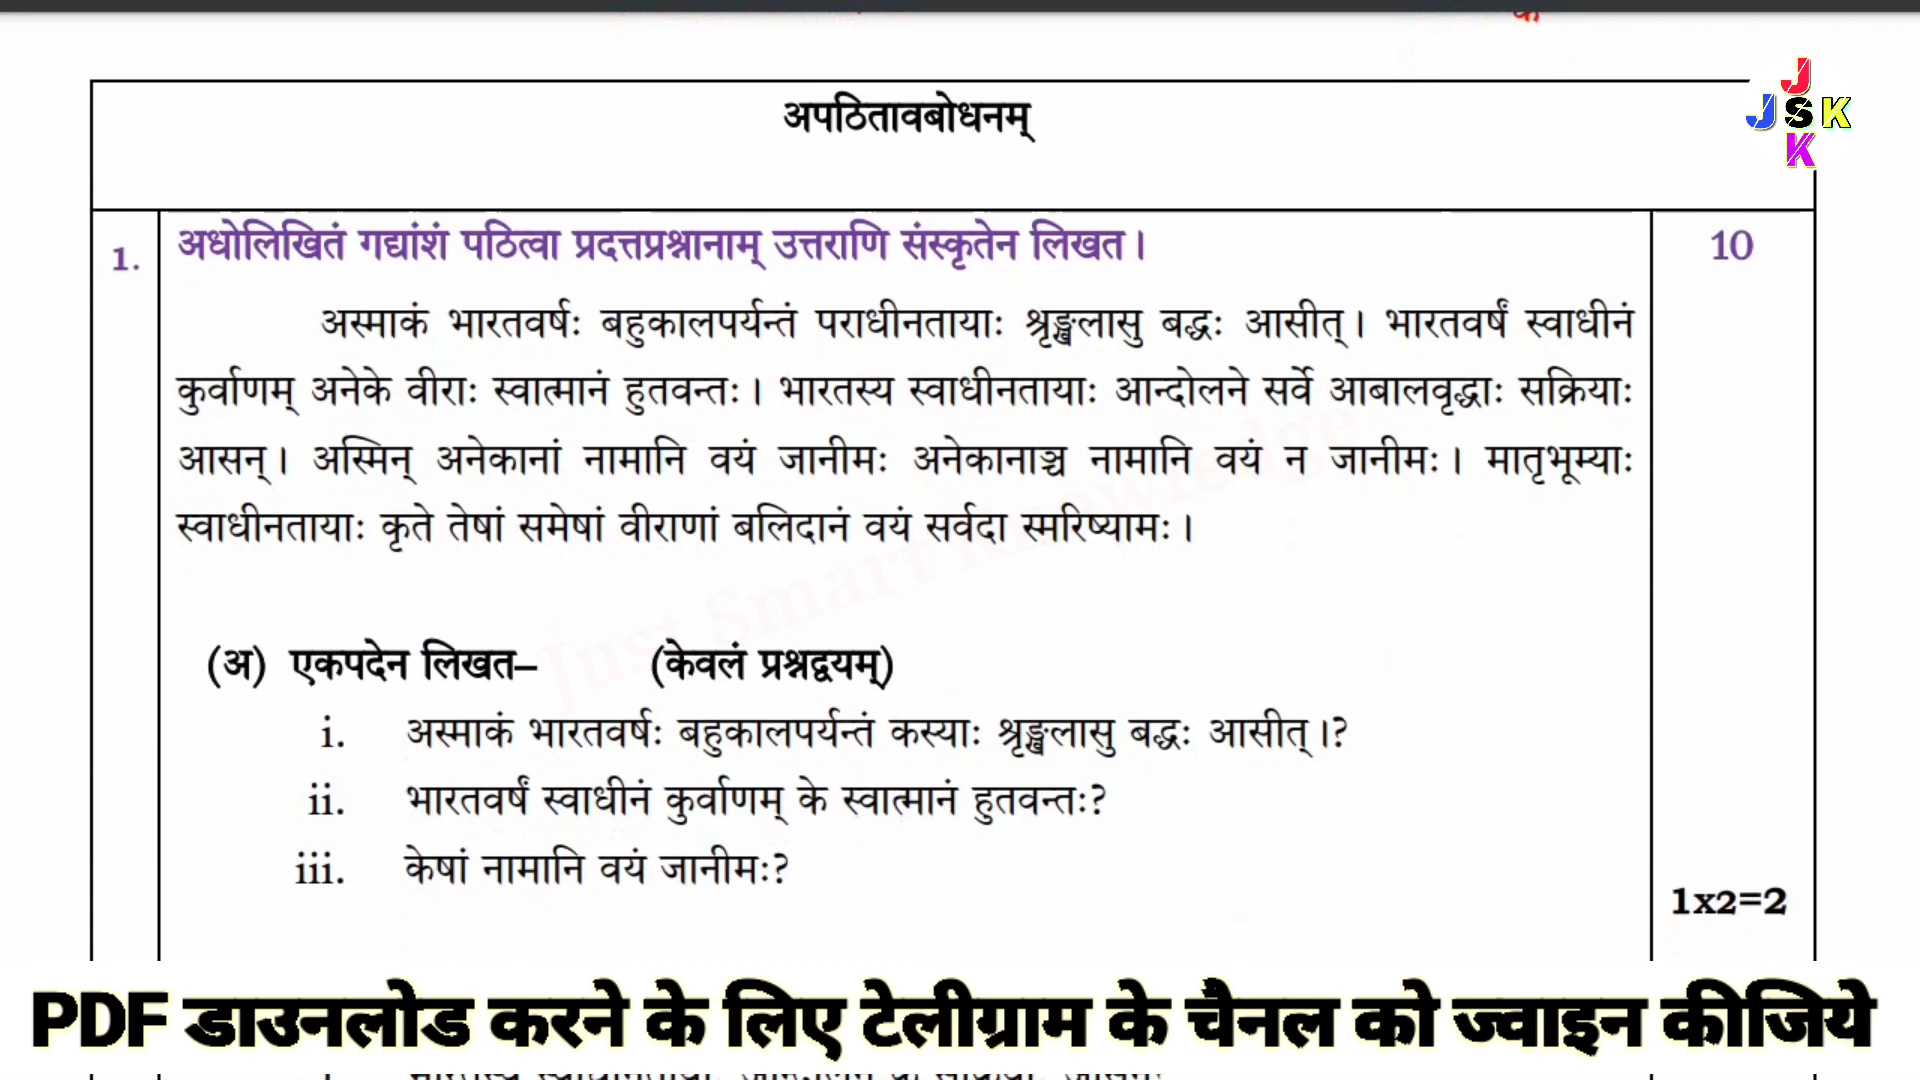 अपठितावबोधनम्
J
J S K
K
1. अधोलिखितं गद्यांशं पठित्वा प्रदत्तप्रश्नानाम् उत्तराणि संस्कृतेन लिखत। 10
अस्माकं भारतवर्षः बहुकालपर्यन्तं पराधीनतायाः श्रृङ्खलासु बद्धः आसीत्। भारतवर्षं स्वाधीनं
कुर्वाणम् अनेके वीराः स्वात्मानं हुतवन्तः। भारतस्य स्वाधीनतायाः आन्दोलने सर्वे आबालवृद्धाः सक्रियाः
आसन्। अस्मिन् अनेकानां नामानि वयं जानीमः अनेकानाञ्च नामानि वयं न जानीमः। मातृभूम्याः
स्वाधीनतायाः कृते तेषां समेषां वीराणां बलिदानं वयं सर्वदा स्मरिष्यामः।
Just Smart Knowledge
(अ) एकपदेन लिखत– (केवलं प्रश्नद्वयम्)
i. अस्माकं भारतवर्षः बहुकालपर्यन्तं कस्याः श्रृङ्खलासु बद्धः आसीत्।?
ii. भारतवर्षं स्वाधीनं कुर्वाणम् के स्वात्मानं हुतवन्तः?
iii. केषां नामानि वयं जानीमः?
1x2=2
PDF डाउनलोड करने के लिए टेलीग्राम के चैनल को ज्वाइन कीजिये